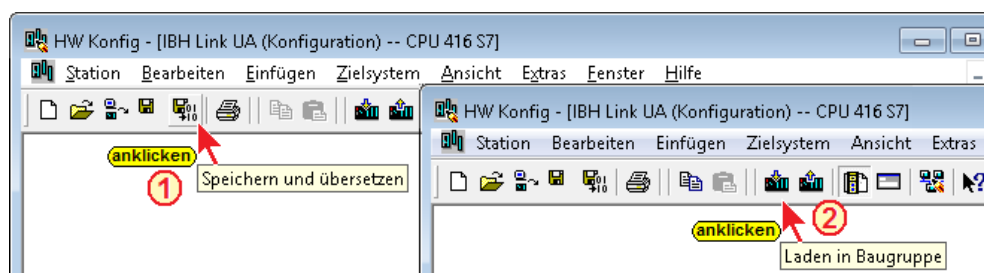 HW Konfig - [IBH Link UA (Konfiguration) -- CPU 416 S7]
Station Bearbeiten Einfügen Zielsystem Ansicht Extras Fenster Hilfe
anklicken
1
Speichern und übersetzen
HW Konfig - [IBH Link UA (Konfiguration) -- CPU 416 S7]
Station Bearbeiten Einfügen Zielsystem Ansicht Extras
anklicken
2
Laden in Baugruppe